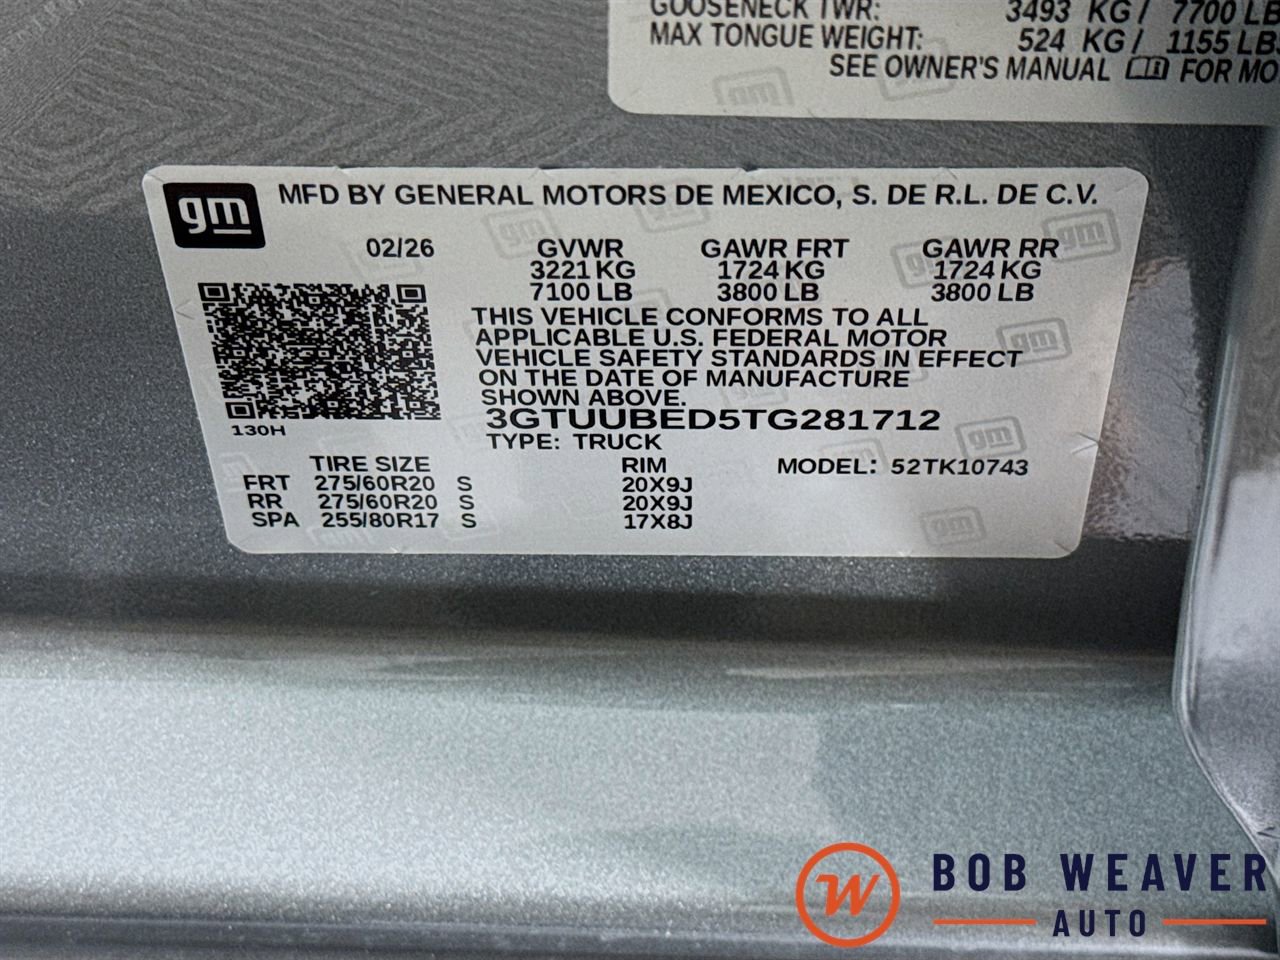 GOOSENECK TWR: 3493 KG / 7700 LB
MAX TONGUE WEIGHT: 524 KG / 1155 LBS
SEE OWNER'S MANUAL FOR MO
gm
MFD BY GENERAL MOTORS DE MEXICO, S. DE R.L. DE C.V.
02/26 GVWR GAWR FRT GAWR RR
3221 KG 1724 KG 1724 KG
7100 LB 3800 LB 3800 LB
THIS VEHICLE CONFORMS TO ALL
APPLICABLE U.S. FEDERAL MOTOR
VEHICLE SAFETY STANDARDS IN EFFECT
ON THE DATE OF MANUFACTURE
SHOWN ABOVE.
3GTUUBED5TG281712
130H
TYPE: TRUCK
TIRE SIZE RIM MODEL: 52TK10743
FRT 275/60R20 S 20X9J
RR 275/60R20 S 20X9J
SPA 255/80R17 S 17X8J
W BOB WEAVER
AUTO